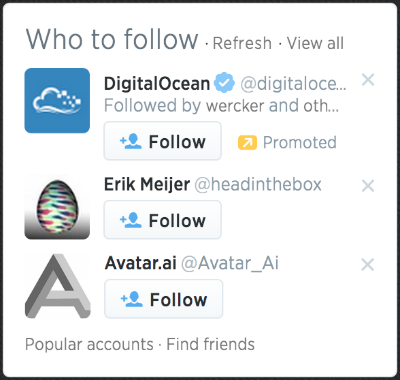 Who to follow · Refresh · View all
DigitalOcean @digitaloce...
Followed by wercker and oth...
Follow Promoted
Erik Meijer @headinthebox
Follow
Avatar.ai @Avatar_Ai
Follow
Popular accounts · Find friends